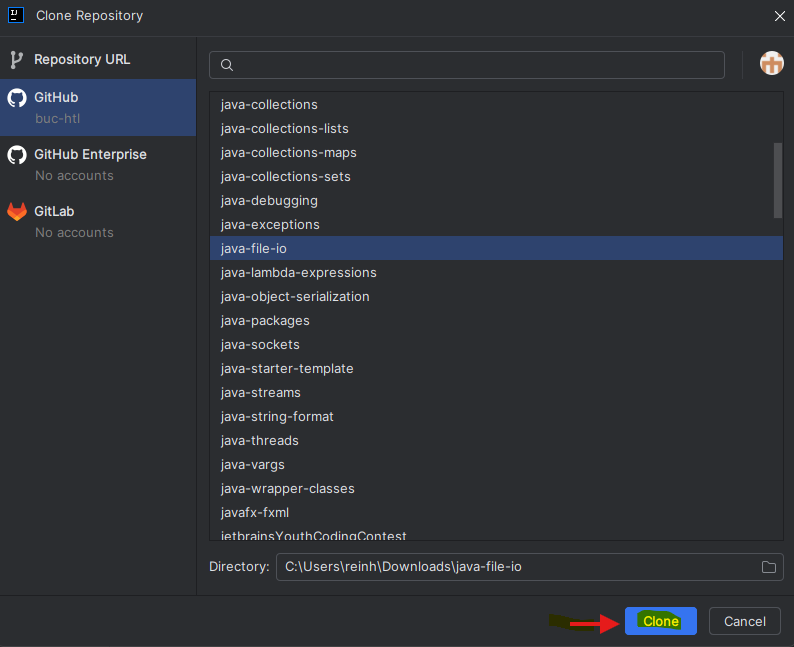 IJ
Clone Repository
Repository URL
GitHub
buc-htl
GitHub Enterprise
No accounts
GitLab
No accounts
java-collections
java-collections-lists
java-collections-maps
java-collections-sets
java-debugging
java-exceptions
java-file-io
java-lambda-expressions
java-object-serialization
java-packages
java-sockets
java-starter-template
java-streams
java-string-format
java-threads
java-vargs
java-wrapper-classes
javafx-fxml
jetbrainsYouthCodingContest
Directory: C:\Users\reinh\Downloads\java-file-io
Clone Cancel